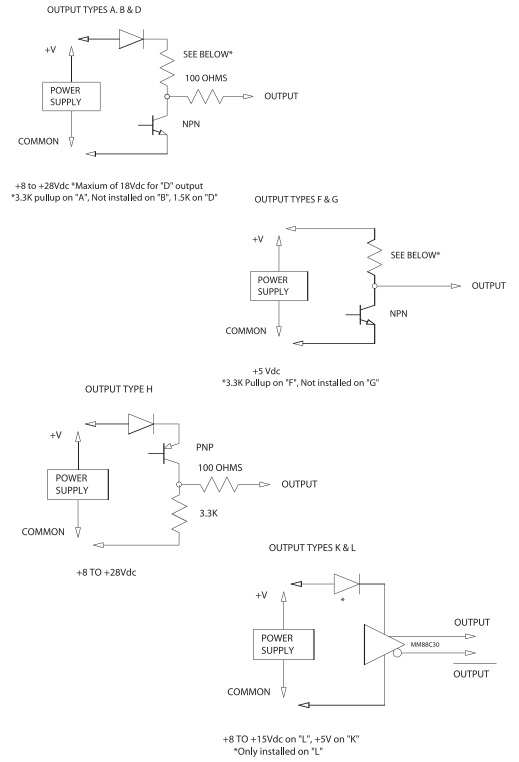 OUTPUT TYPES A, B & D
+V
SEE BELOW*
100 OHMS
POWER
SUPPLY
OUTPUT
NPN
COMMON
+8 to +28Vdc *Maxium of 18Vdc for "D" output
*3.3K pullup on "A", Not installed on "B", 1.5K on "D"
OUTPUT TYPES F & G
+V
SEE BELOW*
POWER
SUPPLY
OUTPUT
NPN
COMMON
+5 Vdc
*3.3K Pullup on "F", Not installed on "G"
OUTPUT TYPE H
+V
PNP
100 OHMS
POWER
SUPPLY
OUTPUT
3.3K
COMMON
+8 TO +28Vdc
OUTPUT TYPES K & L
+V
*
OUTPUT
POWER
SUPPLY
MM88C30
OUTPUT
COMMON
+8 TO +15Vdc on "L", +5V on "K"
*Only installed on "L"